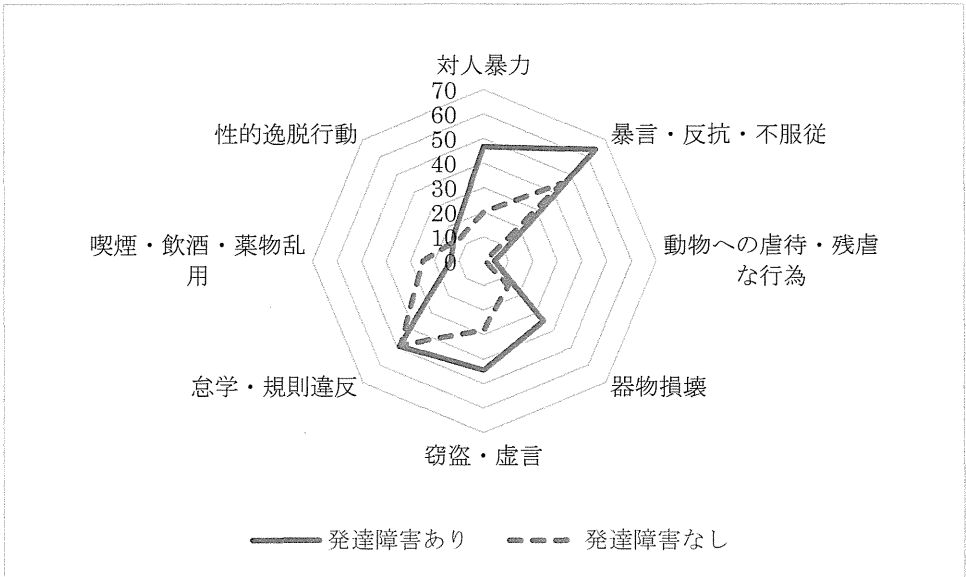 対人暴力
70
60
50
40
30
20
10
0
暴言・反抗・不服従
動物への虐待・残虐
な行為
器物損壊
窃盗・虚言
怠学・規則違反
喫煙・飲酒・薬物乱
用
性的逸脱行動
発達障害あり
発達障害なし